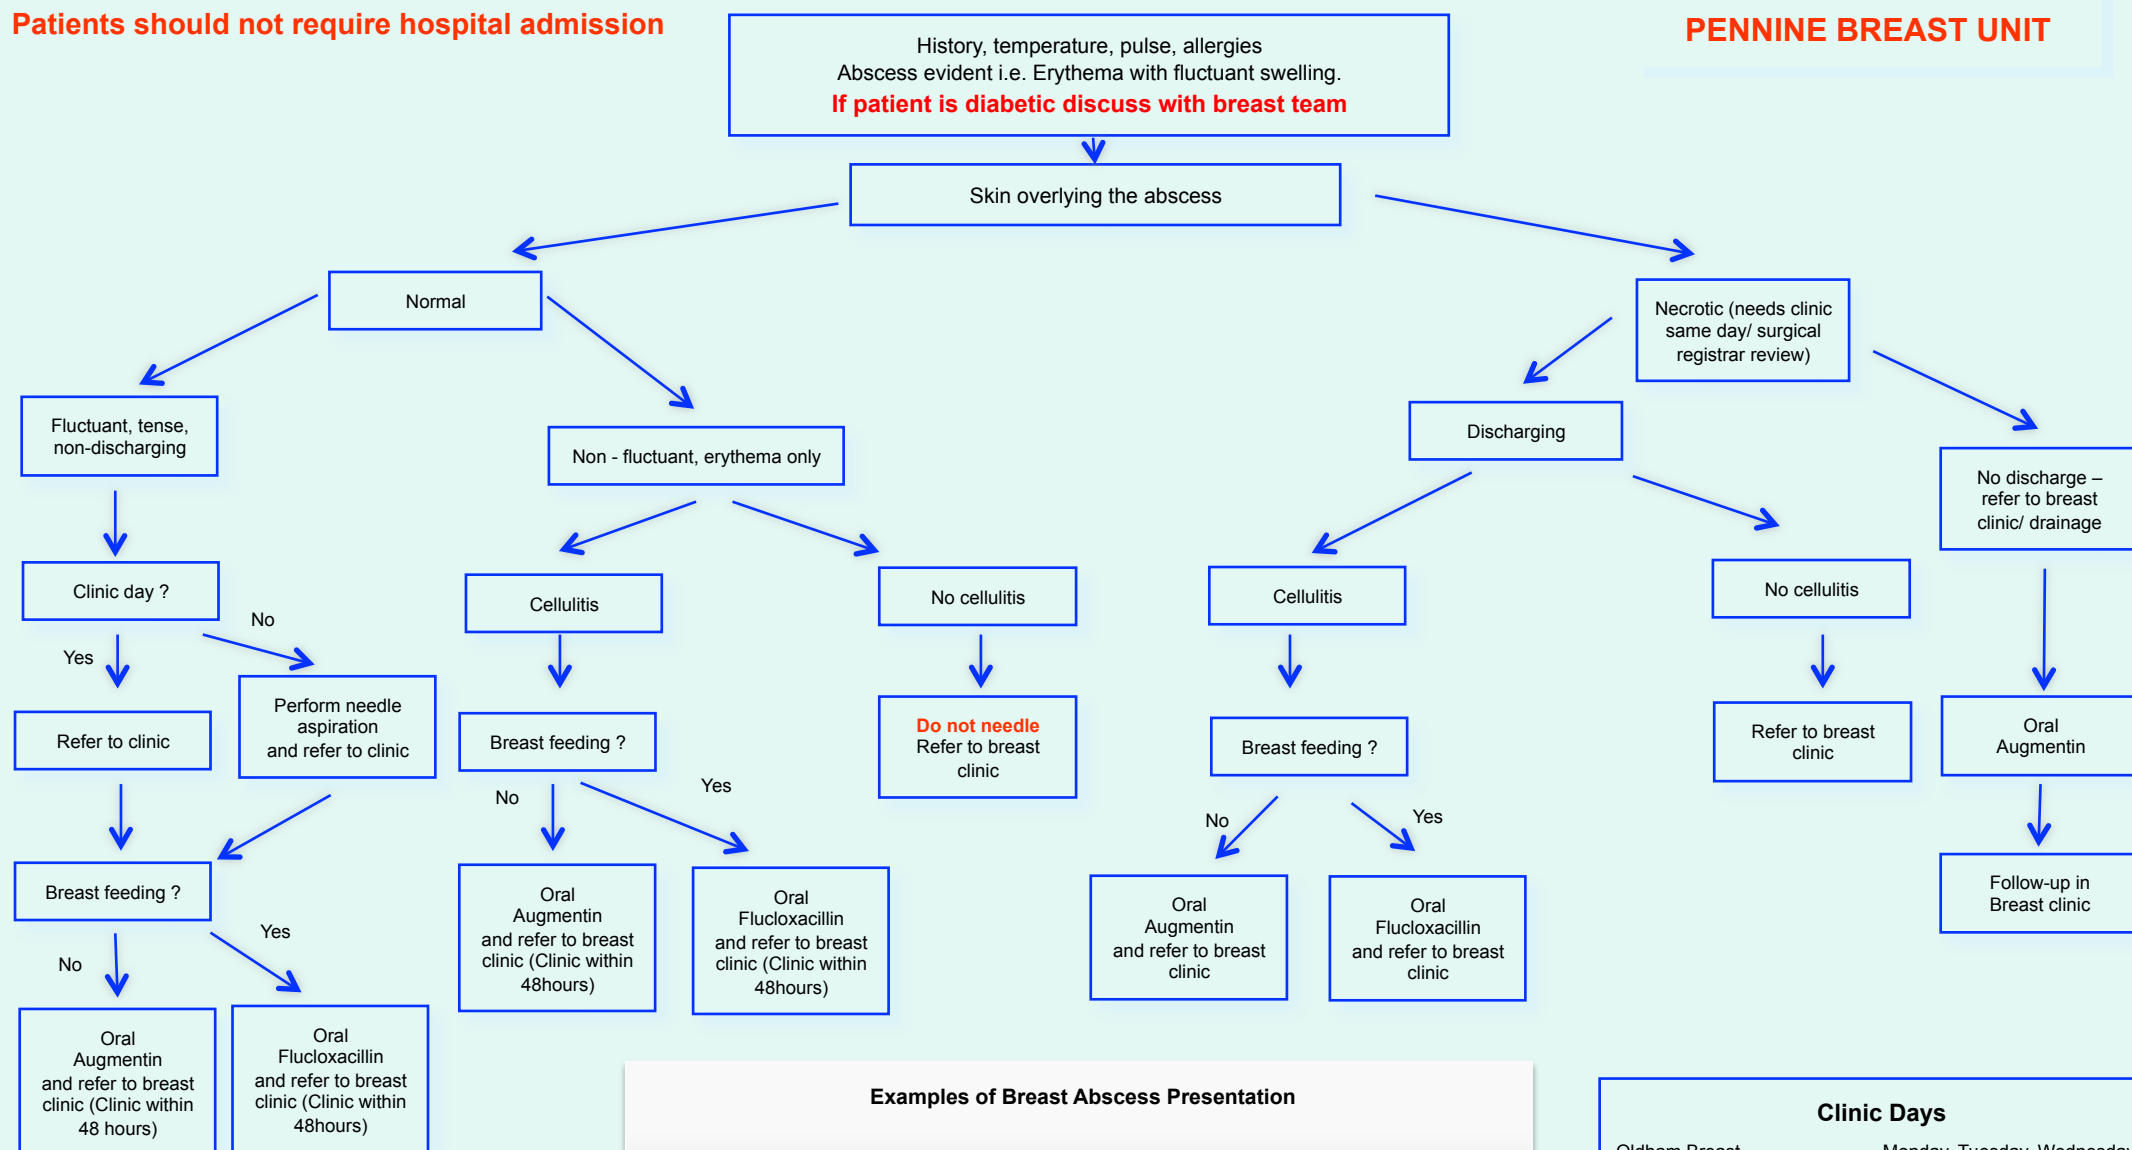 Patients should not require hospital admission
PENNINE BREAST UNIT
History, temperature, pulse, allergies
Abscess evident i.e. Erythema with fluctuant swelling.
If patient is diabetic discuss with breast team
Skin overlying the abscess
Normal
Necrotic (needs clinic
same day/ surgical
registrar review)
Fluctuant, tense,
non-discharging
Non - fluctuant, erythema only
Discharging
No discharge –
refer to breast
clinic/ drainage
Clinic day ?
Cellulitis
No cellulitis
Cellulitis
No cellulitis
No
Yes
Refer to clinic
Perform needle
aspiration
and refer to clinic
Breast feeding ?
Do not needle
Refer to breast
clinic
Breast feeding ?
Refer to breast
clinic
Oral
Augmentin
No
Yes
No
Yes
Breast feeding ?
Oral
Augmentin
and refer to breast
clinic (Clinic within
48hours)
Oral
Flucloxacillin
and refer to breast
clinic (Clinic within
48hours)
Oral
Augmentin
and refer to breast
clinic
Oral
Flucloxacillin
and refer to breast
clinic
Follow-up in
Breast clinic
No
Yes
Oral
Augmentin
and refer to breast
clinic (Clinic within
48 hours)
Oral
Flucloxacillin
and refer to breast
clinic (Clinic within
48hours)
Examples of Breast Abscess Presentation
Clinic Days
Oldham Breast
Monday, Tuesday, Wednesday